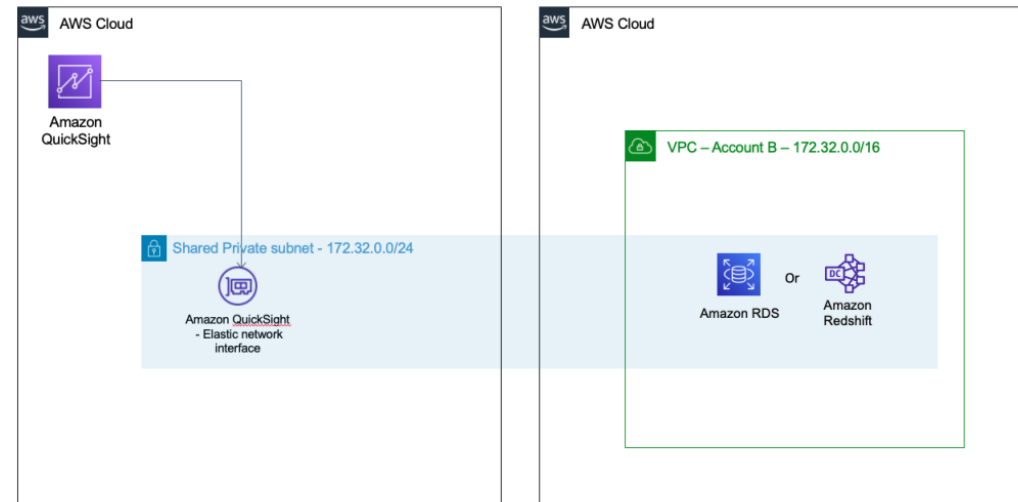 aws
AWS Cloud
Amazon
QuickSight
Shared Private subnet - 172.32.0.0/24
Amazon QuickSight
- Elastic network
interface
aws
AWS Cloud
VPC – Account B – 172.32.0.0/16
Amazon RDS
Or
DC
Amazon
Redshift